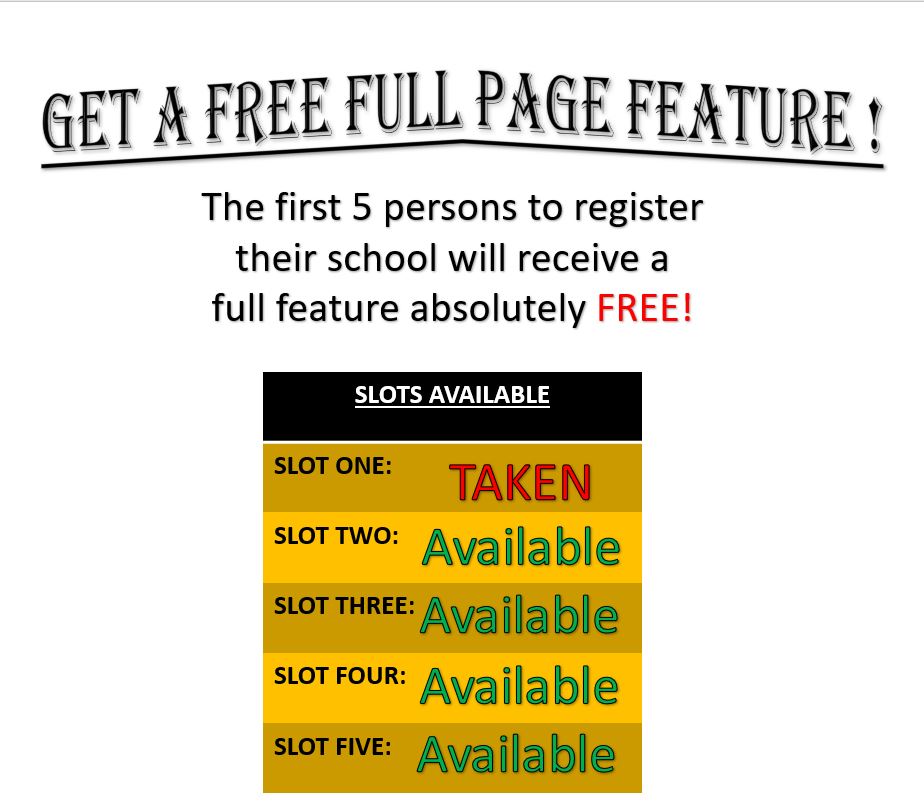 GET A FREE FULL PAGE FEATURE !
The first 5 persons to register
their school will receive a
full feature absolutely FREE!
SLOTS AVAILABLE
SLOT ONE: TAKEN
SLOT TWO: Available
SLOT THREE: Available
SLOT FOUR: Available
SLOT FIVE: Available